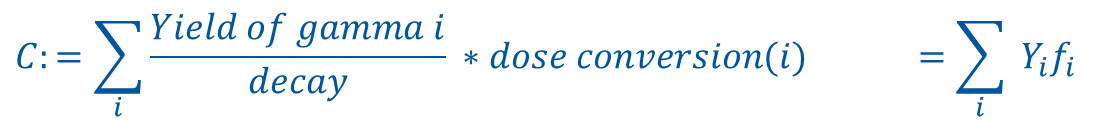 C:= ∑_i (Yield of gamma i / decay) * dose conversion(i) = ∑_i Y_i f_i